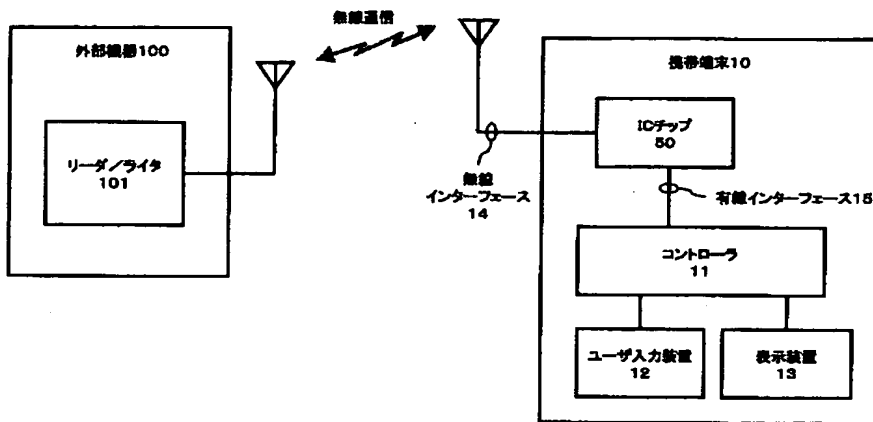 無線通信
外部機器100
リーダ/ライタ
101
無線
インターフェース
14
携帯端末10
ICチップ
50
有線インターフェース15
コントローラ
11
ユーザ入力装置
12
表示装置
13